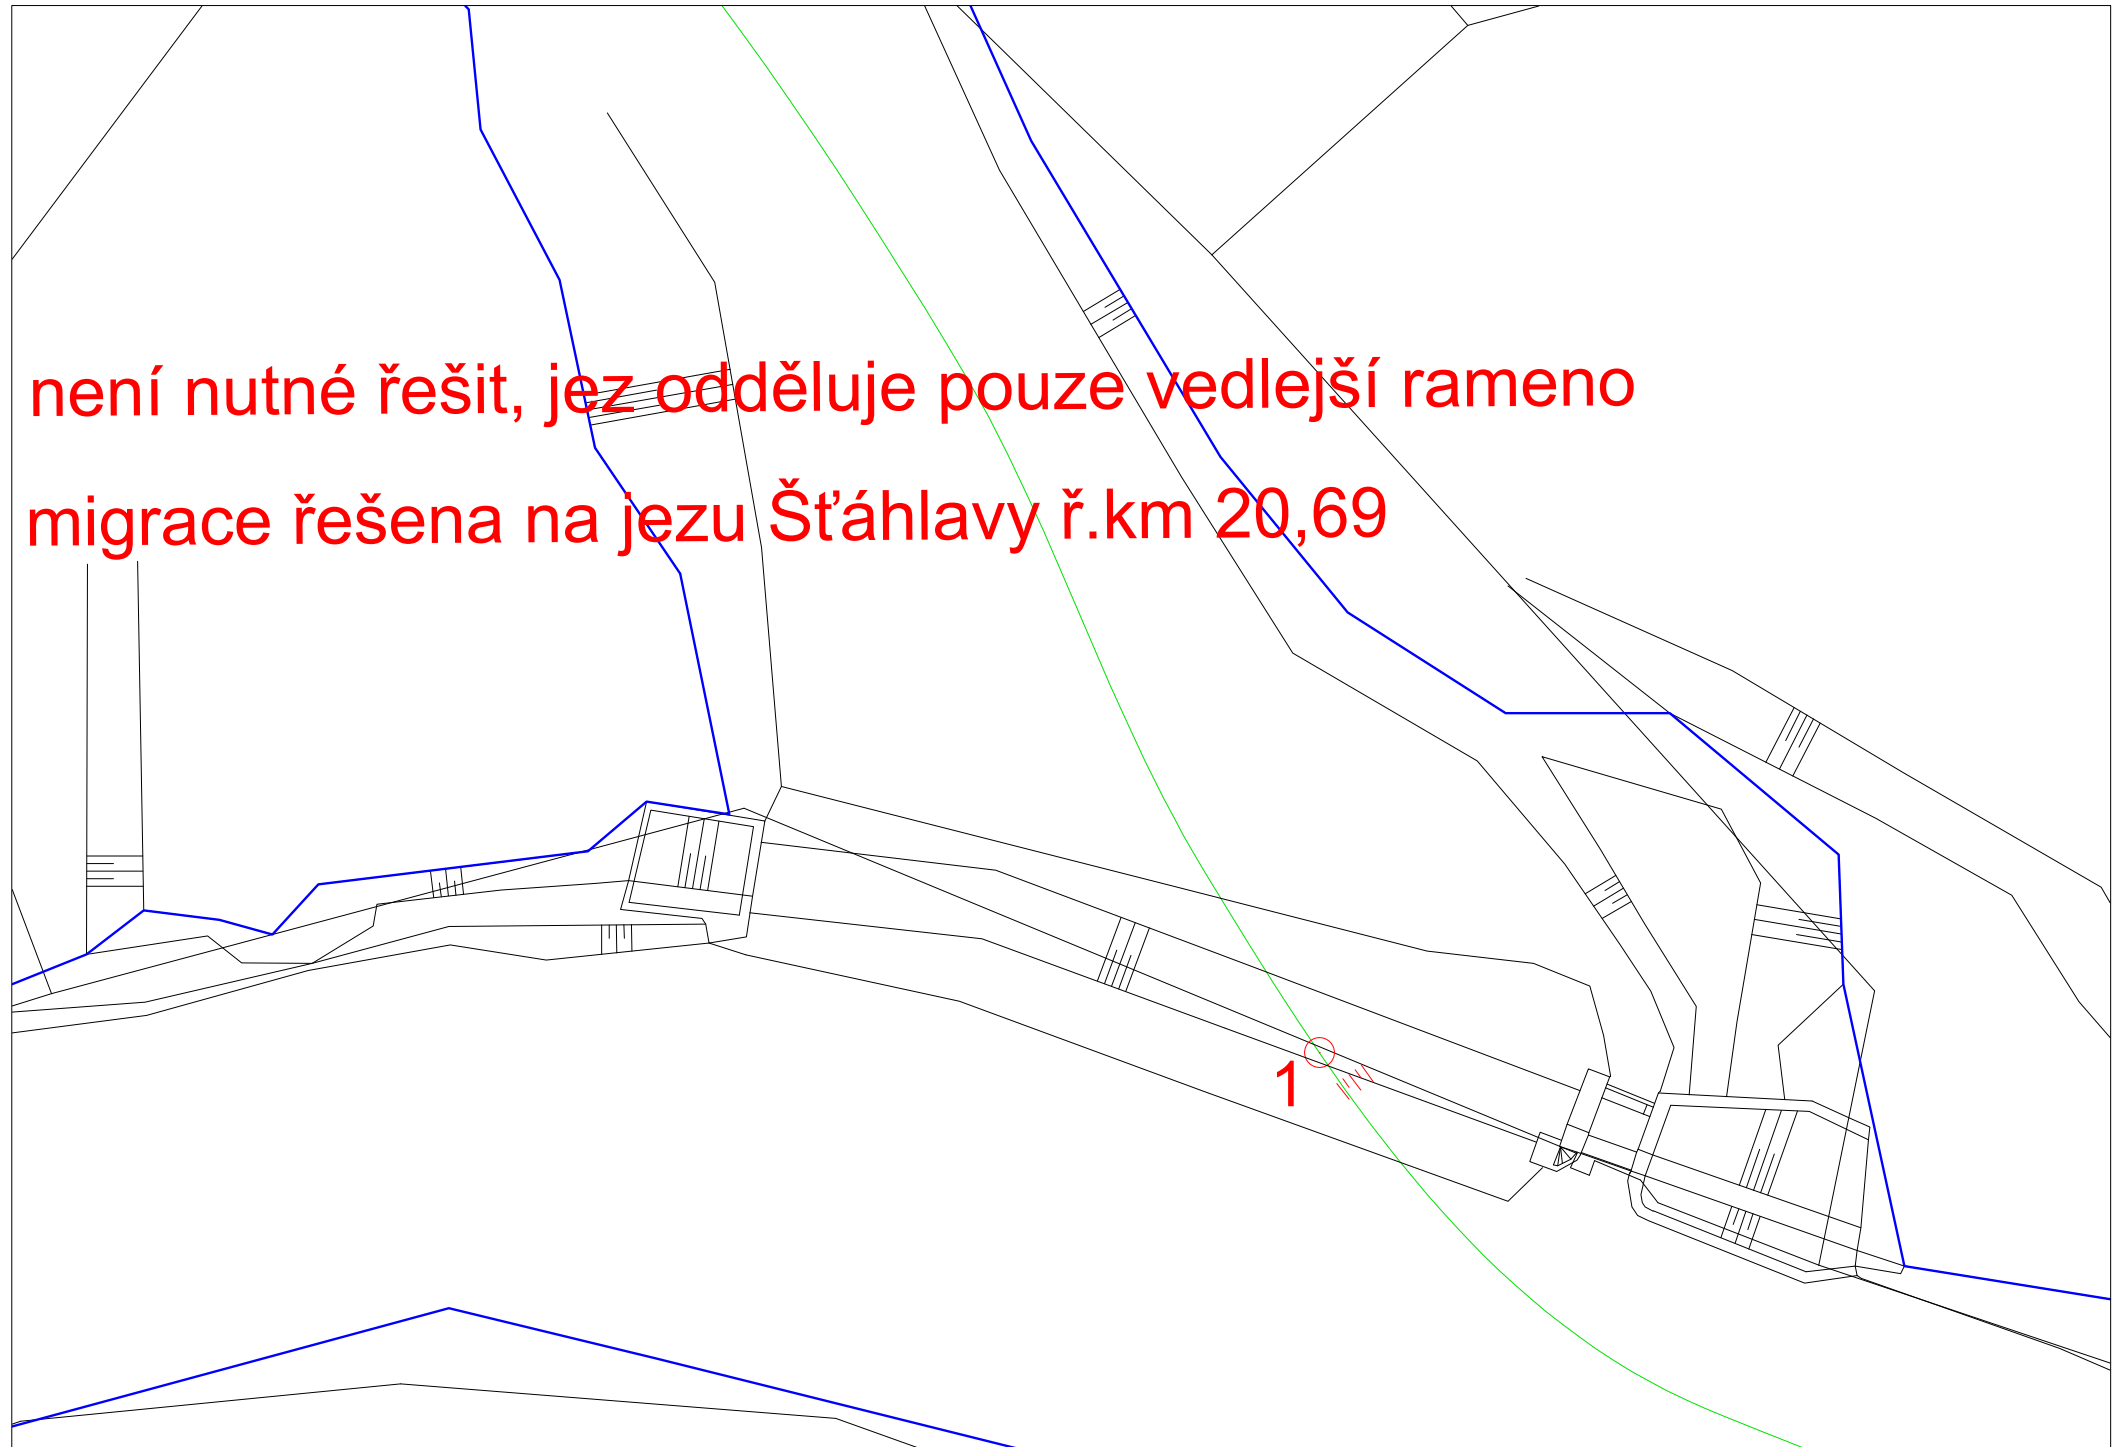 není nutné řešit, jez odděluje pouze vedlejší rameno
migrace řešena na jezu Šťáhlavy ř.km 20,69
1